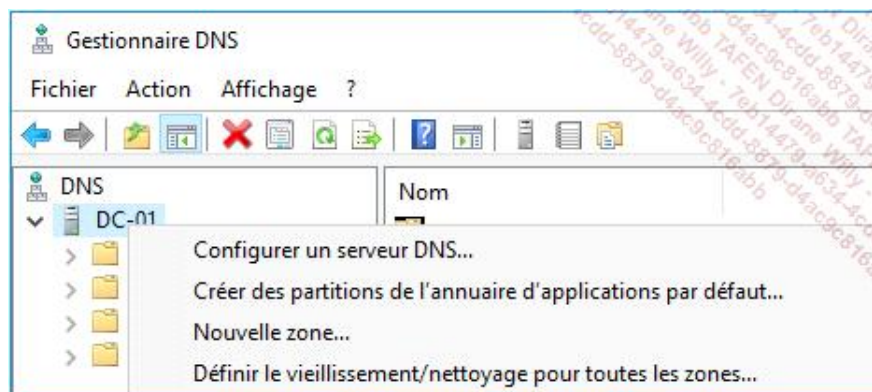 Gestionnaire DNS
Fichier Action Affichage ?
DNS
Nom
DC-01
Configurer un serveur DNS...
Créer des partitions de l'annuaire d'applications par défaut...
Nouvelle zone...
Définir le vieillissement/nettoyage pour toutes les zones...